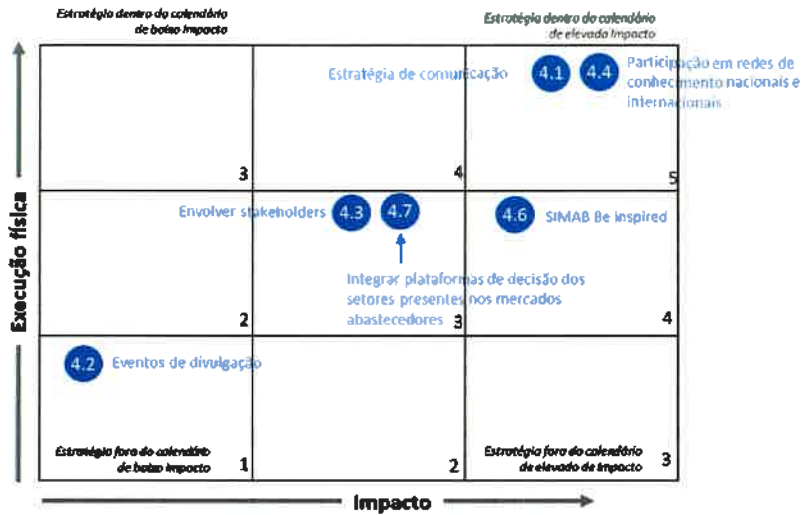 Estratégia dentro do calendário
de baixo impacto
Estratégia dentro do calendário
de elevado impacto
Estratégia de comunicação
4.1
4.4
Participação em redes de
conhecimento nacionais e
internacionais
3
4
5
Execução física
Envolver stakeholders
4.3
4.7
4.6
SIMAB Be Inspired
Integrar plataformas de decisão dos
setores presentes nos mercados
abastecedores
2
3
4
4.2
Eventos de divulgação
Estratégia fora do calendário
de baixo impacto
1
2
Estratégia fora do calendário
de elevado de impacto
3
Impacto